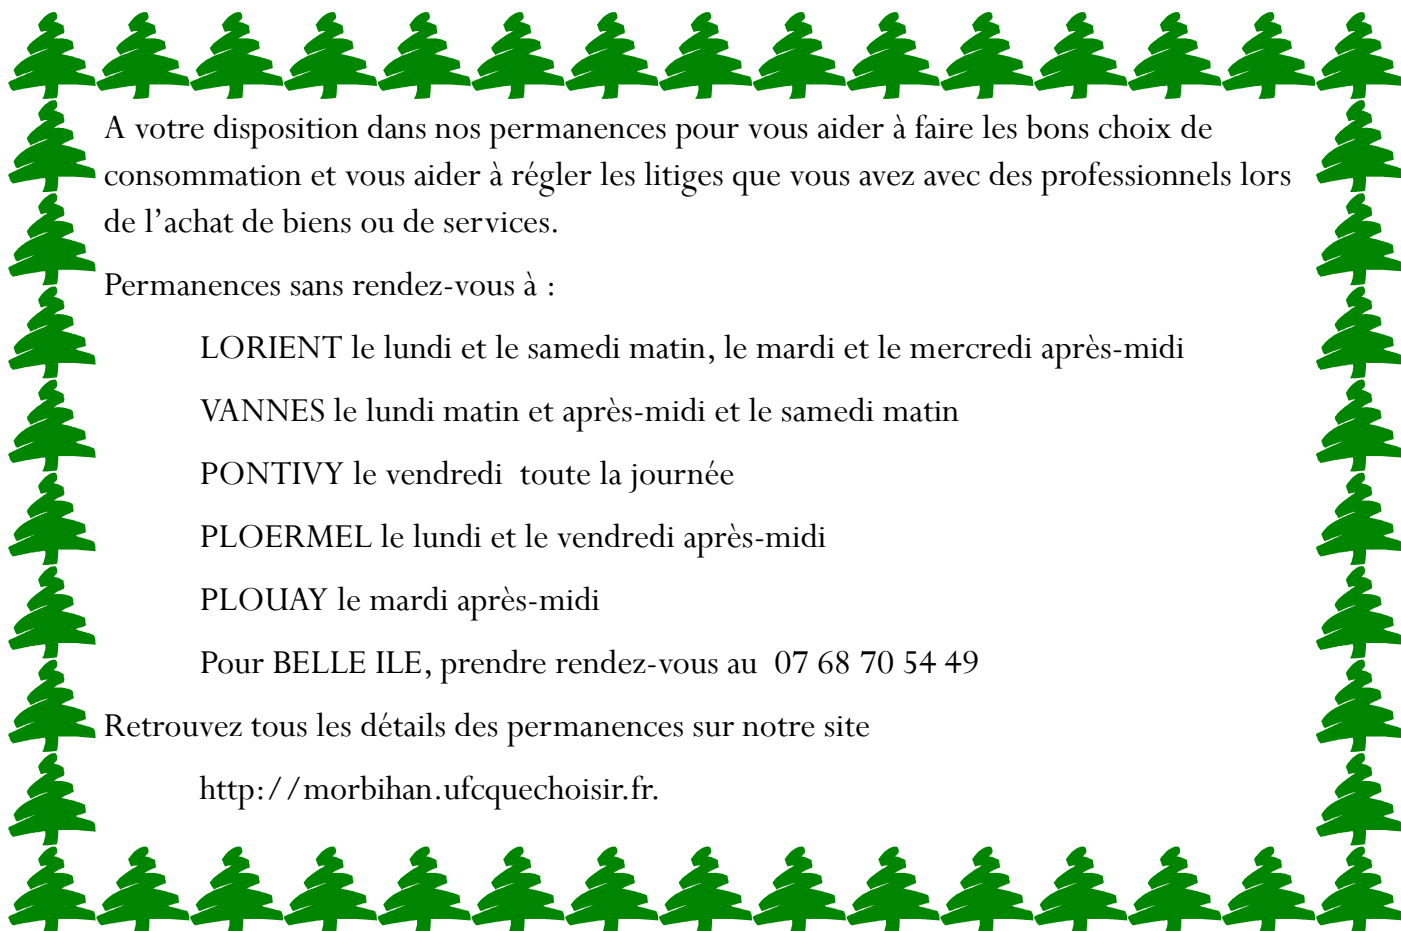 A votre disposition dans nos permanences pour vous aider à faire les bons choix de
consommation et vous aider à régler les litiges que vous avez avec des professionnels lors
de l’achat de biens ou de services.
Permanences sans rendez-vous à :
LORIENT le lundi et le samedi matin, le mardi et le mercredi après-midi
VANNES le lundi matin et après-midi et le samedi matin
PONTIVY le vendredi  toute la journée
PLOERMEL le lundi et le vendredi après-midi
PLOUAY le mardi après-midi
Pour BELLE ILE, prendre rendez-vous au  07 68 70 54 49
Retrouvez tous les détails des permanences sur notre site
http://morbihan.ufcquechoisir.fr.